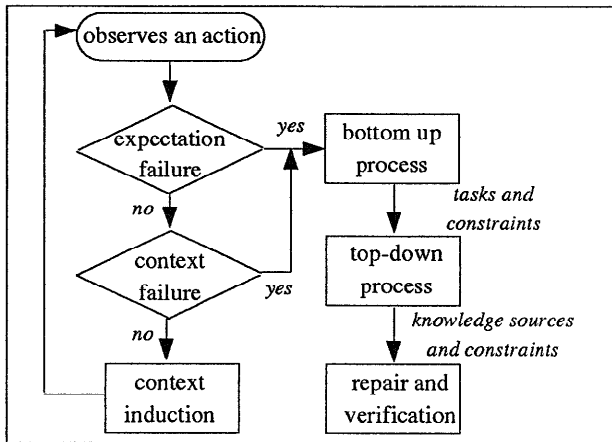 observes an action
expectation
failure
yes
bottom up
process
no
tasks and
constraints
context
failure
yes
top-down
process
no
knowledge sources
and constraints
context
induction
repair and
verification